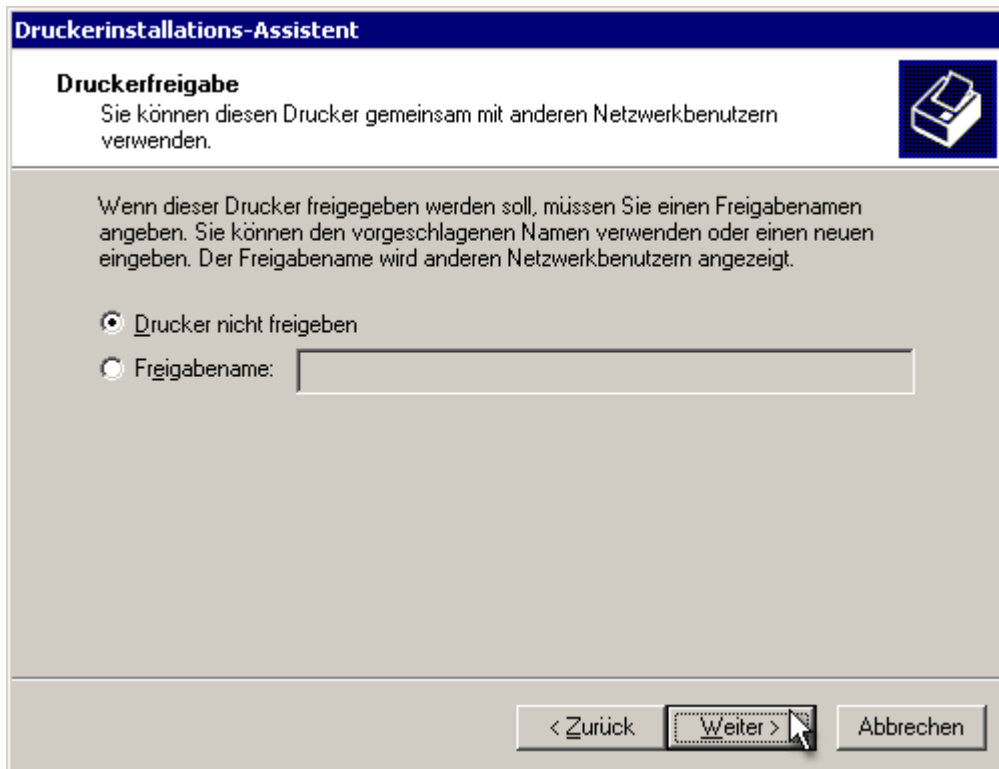 Druckerinstallations-Assistent
Druckerfreigabe
Sie können diesen Drucker gemeinsam mit anderen Netzwerkbenutzern
verwenden.
Wenn dieser Drucker freigegeben werden soll, müssen Sie einen Freigabenamen
angeben. Sie können den vorgeschlagenen Namen verwenden oder einen neuen
eingeben. Der Freigabename wird anderen Netzwerkbenutzern angezeigt.
Drucker nicht freigeben
Freigabename:
< Zurück Weiter > Abbrechen